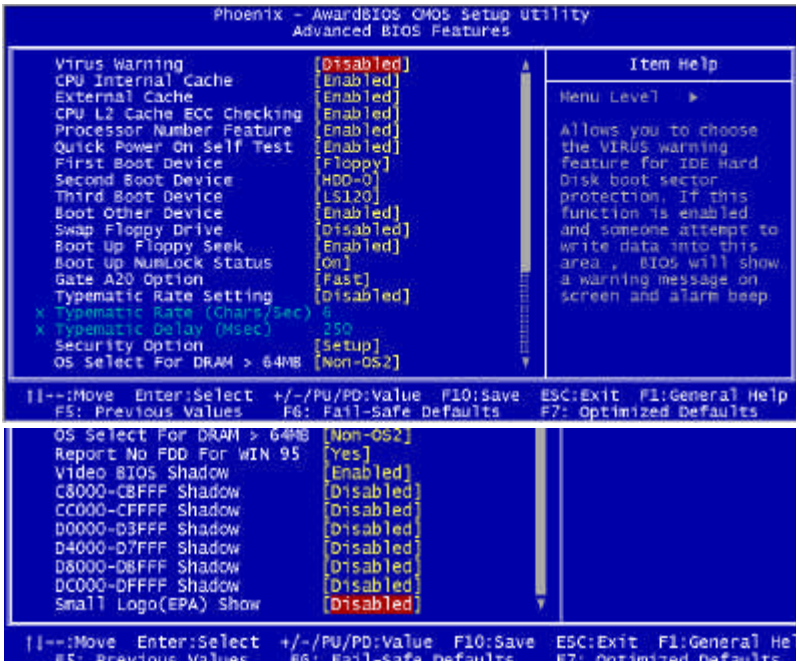 Phoenix - AwardBIOS CMOS Setup Utility
Advanced BIOS Features
Virus Warning [Disabled]
CPU Internal Cache [Enabled]
External Cache [Enabled]
CPU L2 Cache ECC Checking [Enabled]
Processor Number Feature [Enabled]
Quick Power On Self Test [Enabled]
First Boot Device [Floppy]
Second Boot Device [HDD-0]
Third Boot Device [LS120]
Boot Other Device [Enabled]
Swap Floppy Drive [Disabled]
Boot Up Floppy Seek [Enabled]
Boot Up NumLock Status [On]
Gate A20 Option [Fast]
Typematic Rate Setting [Disabled]
x Typematic Rate (Chars/Sec) 6
x Typematic Delay (Msec) 250
Security Option [Setup]
OS Select For DRAM > 64MB [Non-OS2]
Item Help
Menu Level ▶
Allows you to choose
the VIRUS warning
feature for IDE Hard
Disk boot sector
protection. If this
function is enabled
and someone attempt to
write data into this
area , BIOS will show
a warning message on
screen and alarm beep
||--:Move Enter:Select +/-/PU/PD:Value F10:Save ESC:Exit F1:General Help
F5: Previous Values F6: Fail-Safe Defaults F7: Optimized Defaults
OS Select For DRAM > 64MB [Non-OS2]
Report No FDD For WIN 95 [Yes]
Video BIOS Shadow [Enabled]
C8000-CBFFF Shadow [Disabled]
CC000-CFFFF Shadow [Disabled]
D0000-D3FFF Shadow [Disabled]
D4000-D7FFF Shadow [Disabled]
D8000-DBFFF Shadow [Disabled]
DC000-DFFFF Shadow [Disabled]
Small Logo(EPA) Show [Disabled]
||--:Move Enter:Select +/-/PU/PD:Value F10:Save ESC:Exit F1:General Hel
F5: Previous Values F6: Fail-Safe Defaults F7: Optimized Defaults